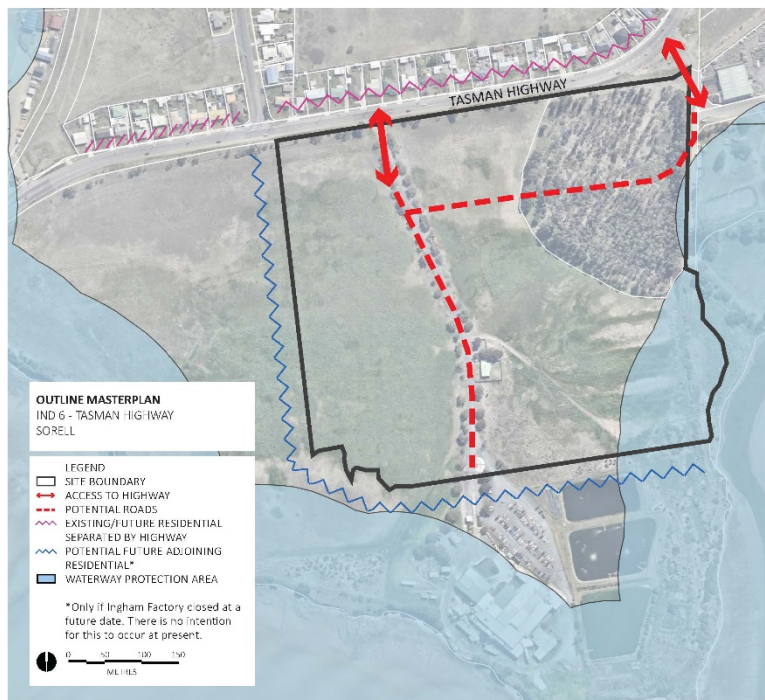 TASMAN HIGHWAY
OUTLINE MASTERPLAN
IND 6 - TASMAN HIGHWAY
SORELL
LEGEND
SITE BOUNDARY
ACCESS TO HIGHWAY
POTENTIAL ROADS
EXISTING/FUTURE RESIDENTIAL
SEPARATED BY HIGHWAY
POTENTIAL FUTURE ADJOINING
RESIDENTIAL*
WATERWAY PROTECTION AREA
*Only if Ingham Factory closed at a
future date. There is no intention
for this to occur at present.
0 50 100 150
METRES